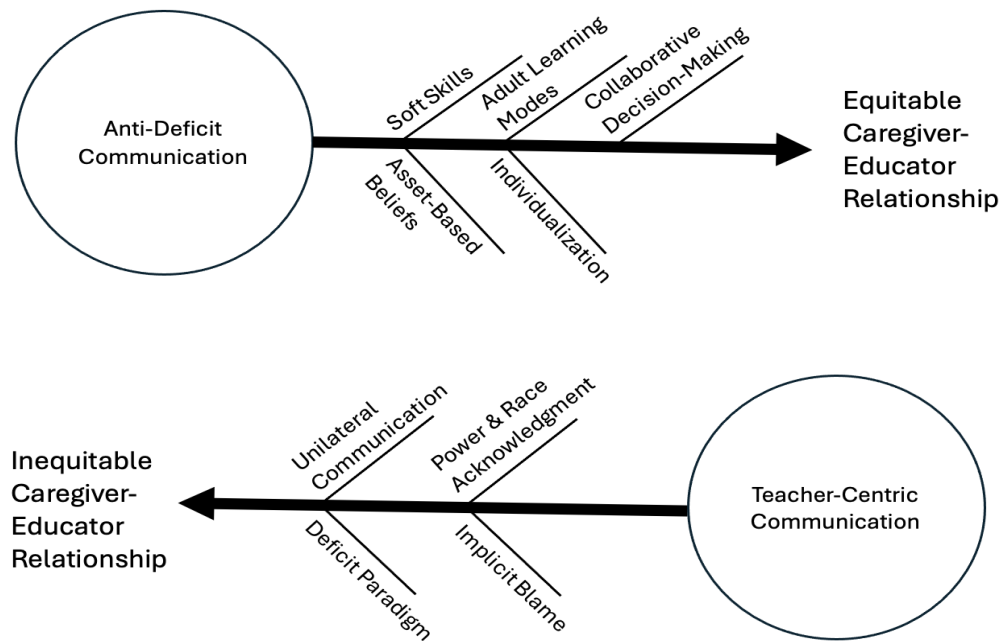 Anti-Deficit
Communication
Soft Skills
Adult Learning
Modes
Collaborative
Decision-Making
Asset-Based
Beliefs
Individualization
Equitable
Caregiver-
Educator
Relationship
Inequitable
Caregiver-
Educator
Relationship
Unilateral
Communication
Power & Race
Acknowledgment
Deficit Paradigm
Implicit Blame
Teacher-Centric
Communication